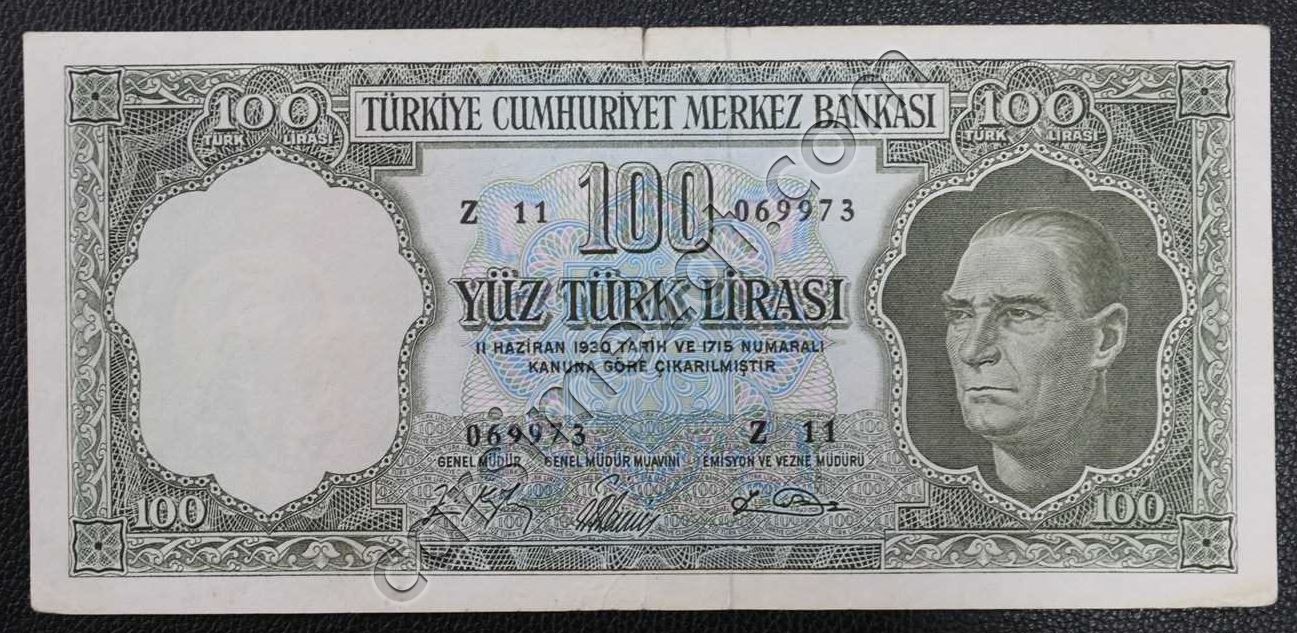 100 TÜRK LİRASI
TÜRKİYE CUMHURİYET MERKEZ BANKASI
100 TÜRK LİRASI
Z 11 100 069973
YÜZ TÜRK LİRASI
11 HAZİRAN 1930 TARİH VE 1715 NUMARALI
KANUNA GÖRE ÇIKARILMIŞTIR
069973 Z 11
GENEL MÜDÜR GENEL MÜDÜR MUAVİNİ EMİSYON VE VEZNE MÜDÜRÜ
100 100